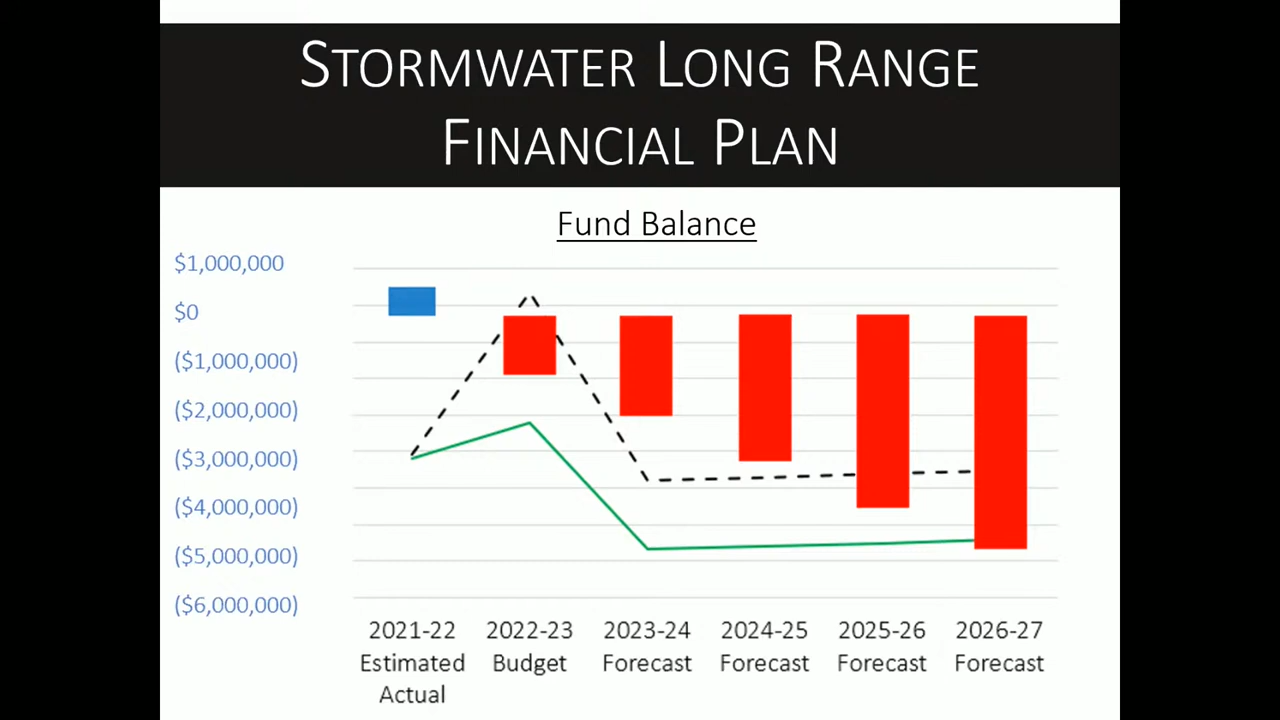 STORMWATER LONG RANGE
FINANCIAL PLAN
Fund Balance
$1,000,000
$0
($1,000,000)
($2,000,000)
($3,000,000)
($4,000,000)
($5,000,000)
($6,000,000)
2021-22 2022-23 2023-24 2024-25 2025-26 2026-27
Estimated Budget Forecast Forecast Forecast Forecast
Actual